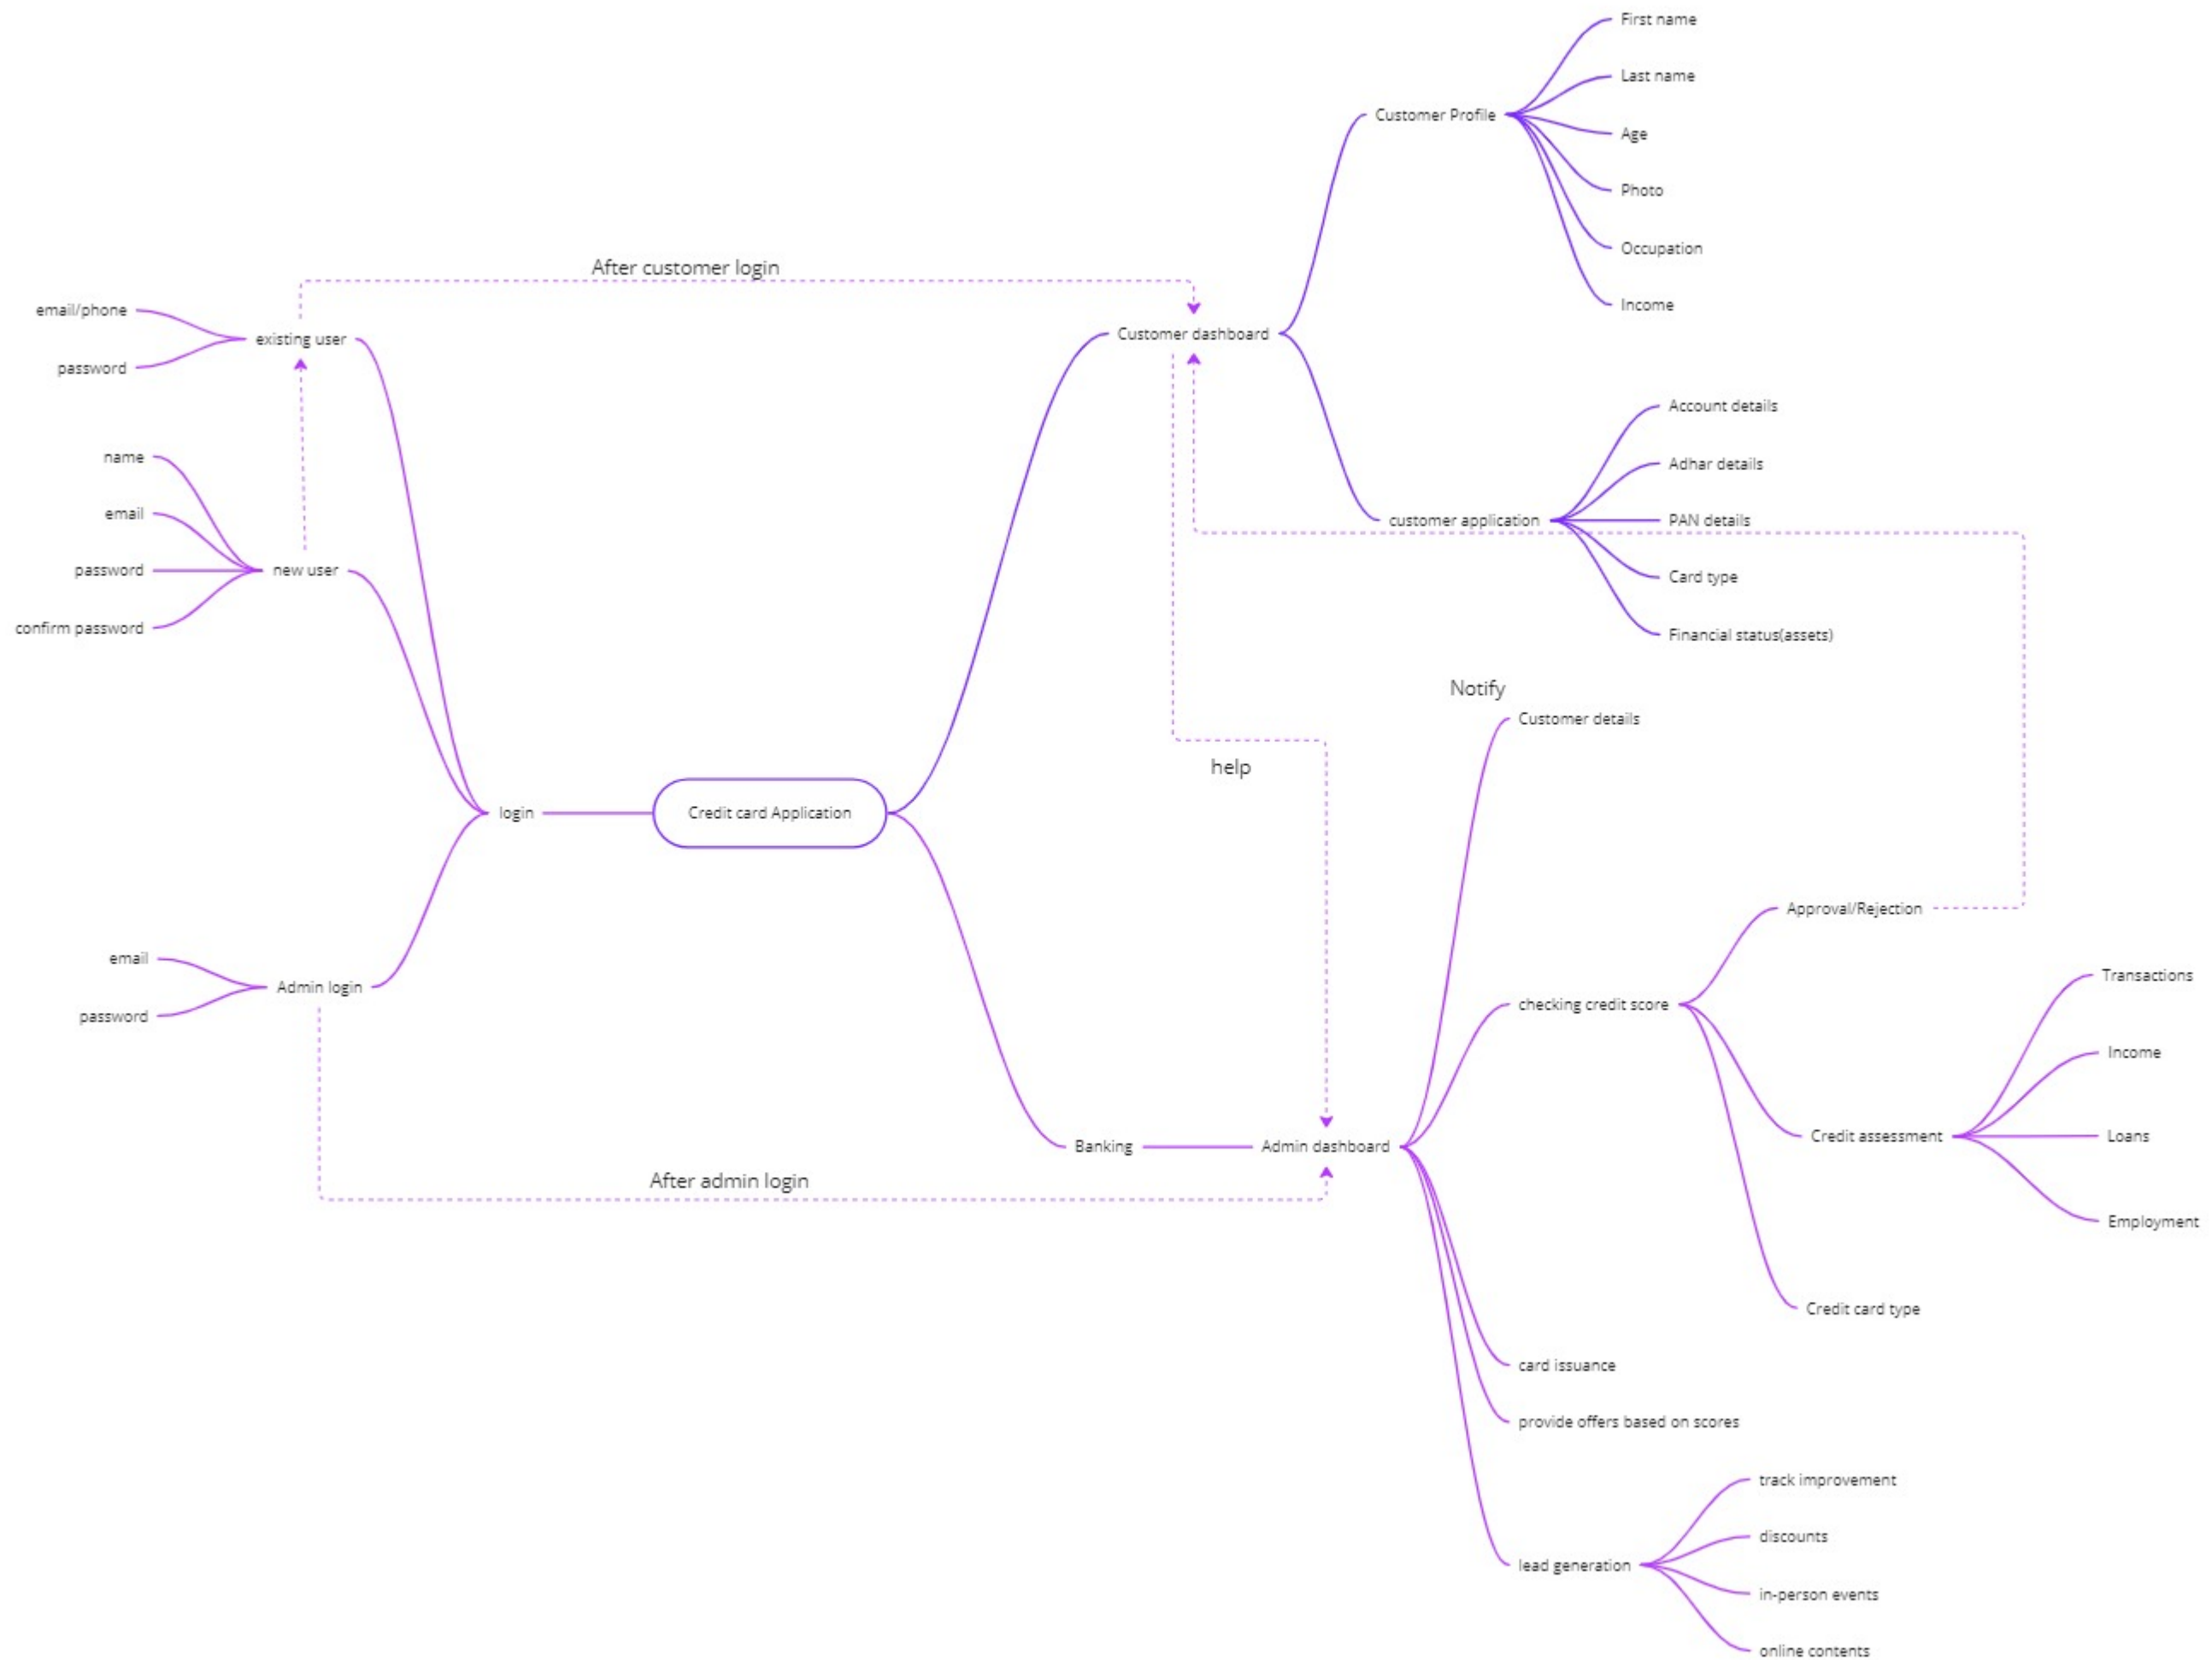 First name
Last name
Customer Profile
Age
Photo
Occupation
Income
After customer login
email/phone
existing user
password
Customer dashboard
Account details
name
Adhar details
email
customer application
PAN details
password
new user
Card type
confirm password
Financial status(assets)
Notify
Customer details
help
login
Credit card Application
Approval/Rejection
email
Admin login
password
checking credit score
Transactions
Income
Credit assessment
Loans
Banking
Admin dashboard
After admin login
Employment
Credit card type
card issuance
provide offers based on scores
track improvement
discounts
lead generation
in-person events
online contents